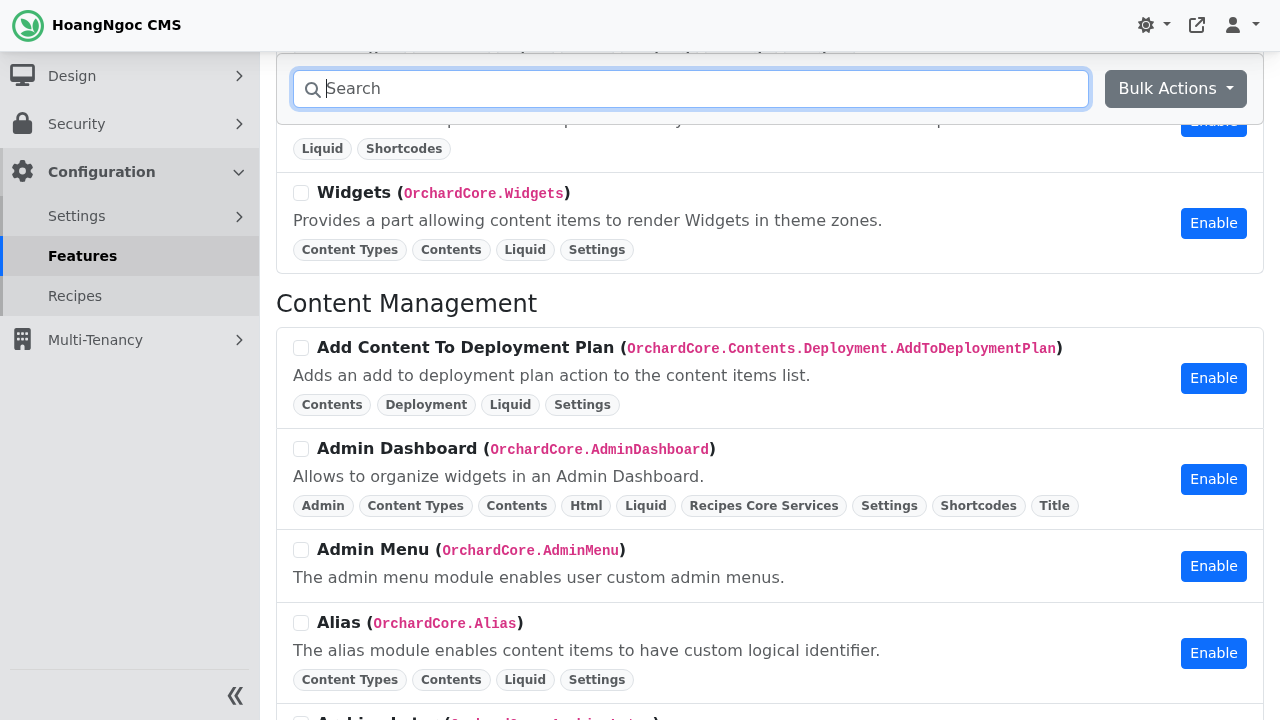 HoangNgoc CMS
Design
Security
Configuration
Settings
Features
Recipes
Multi-Tenancy
Search
Bulk Actions
Enable
Liquid Shortcodes
Widgets (OrchardCore.Widgets)
Provides a part allowing content items to render Widgets in theme zones.
Enable
Content Types Contents Liquid Settings
Content Management
Add Content To Deployment Plan (OrchardCore.Contents.Deployment.AddToDeploymentPlan)
Adds an add to deployment plan action to the content items list.
Enable
Contents Deployment Liquid Settings
Admin Dashboard (OrchardCore.AdminDashboard)
Allows to organize widgets in an Admin Dashboard.
Enable
Admin Content Types Contents Html Liquid Recipes Core Services Settings Shortcodes Title
Admin Menu (OrchardCore.AdminMenu)
The admin menu module enables user custom admin menus.
Enable
Alias (OrchardCore.Alias)
The alias module enables content items to have custom logical identifier.
Enable
Content Types Contents Liquid Settings